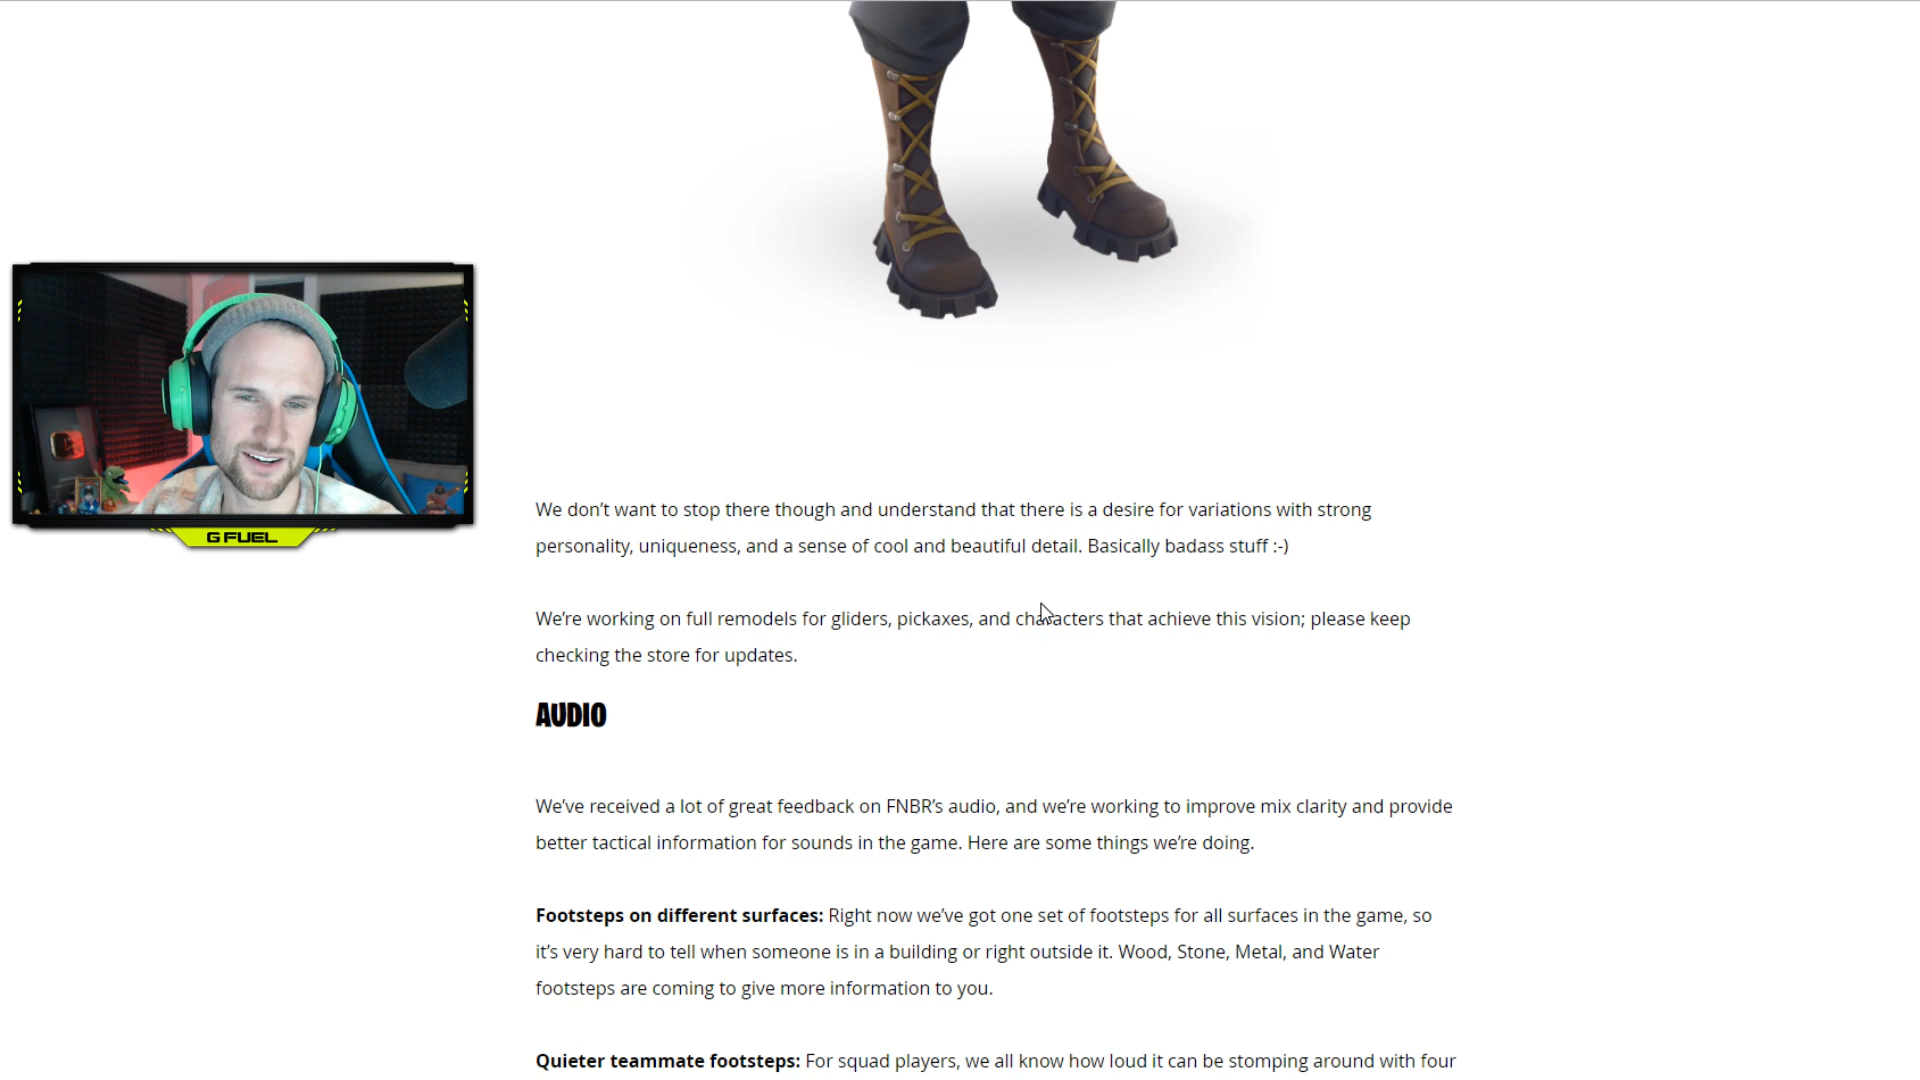 G FUEL
We don’t want to stop there though and understand that there is a desire for variations with strong
personality, uniqueness, and a sense of cool and beautiful detail. Basically badass stuff :-)
We’re working on full remodels for gliders, pickaxes, and characters that achieve this vision; please keep
checking the store for updates.
AUDIO
We’ve received a lot of great feedback on FNBR’s audio, and we’re working to improve mix clarity and provide
better tactical information for sounds in the game. Here are some things we’re doing.
Footsteps on different surfaces: Right now we’ve got one set of footsteps for all surfaces in the game, so
it’s very hard to tell when someone is in a building or right outside it. Wood, Stone, Metal, and Water
footsteps are coming to give more information to you.
Quieter teammate footsteps: For squad players, we all know how loud it can be stomping around with four